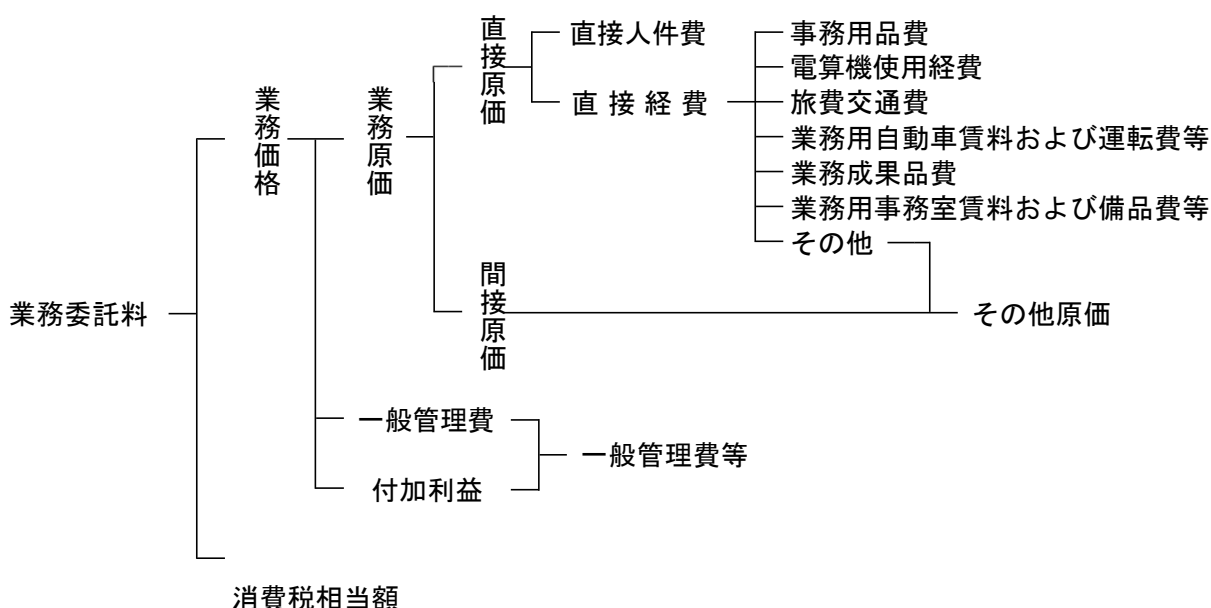 業務委託料
業務価格
業務原価
直接原価
直接人件費
直接経費
事務用品費
電算機使用経費
旅費交通費
業務用自動車賃料および運転費等
業務成果品費
業務用事務室賃料および備品費等
その他
間接原価
その他原価
一般管理費
付加利益
一般管理費等
消費税相当額